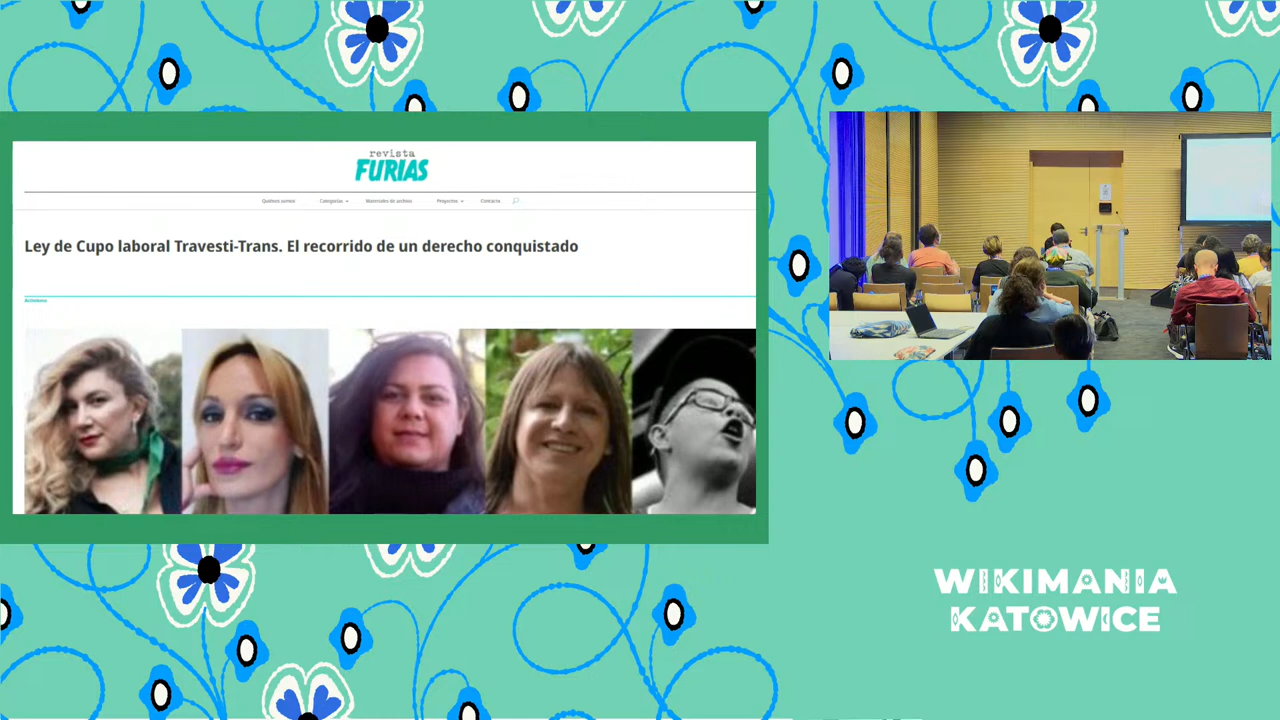 revista
FURIAS
Quiénes somos Categorías Materiales de archivo Proyectos Contacto
Ley de Cupo laboral Travesti-Trans. El recorrido de un derecho conquistado
WIKIMANIA
KATOWICE